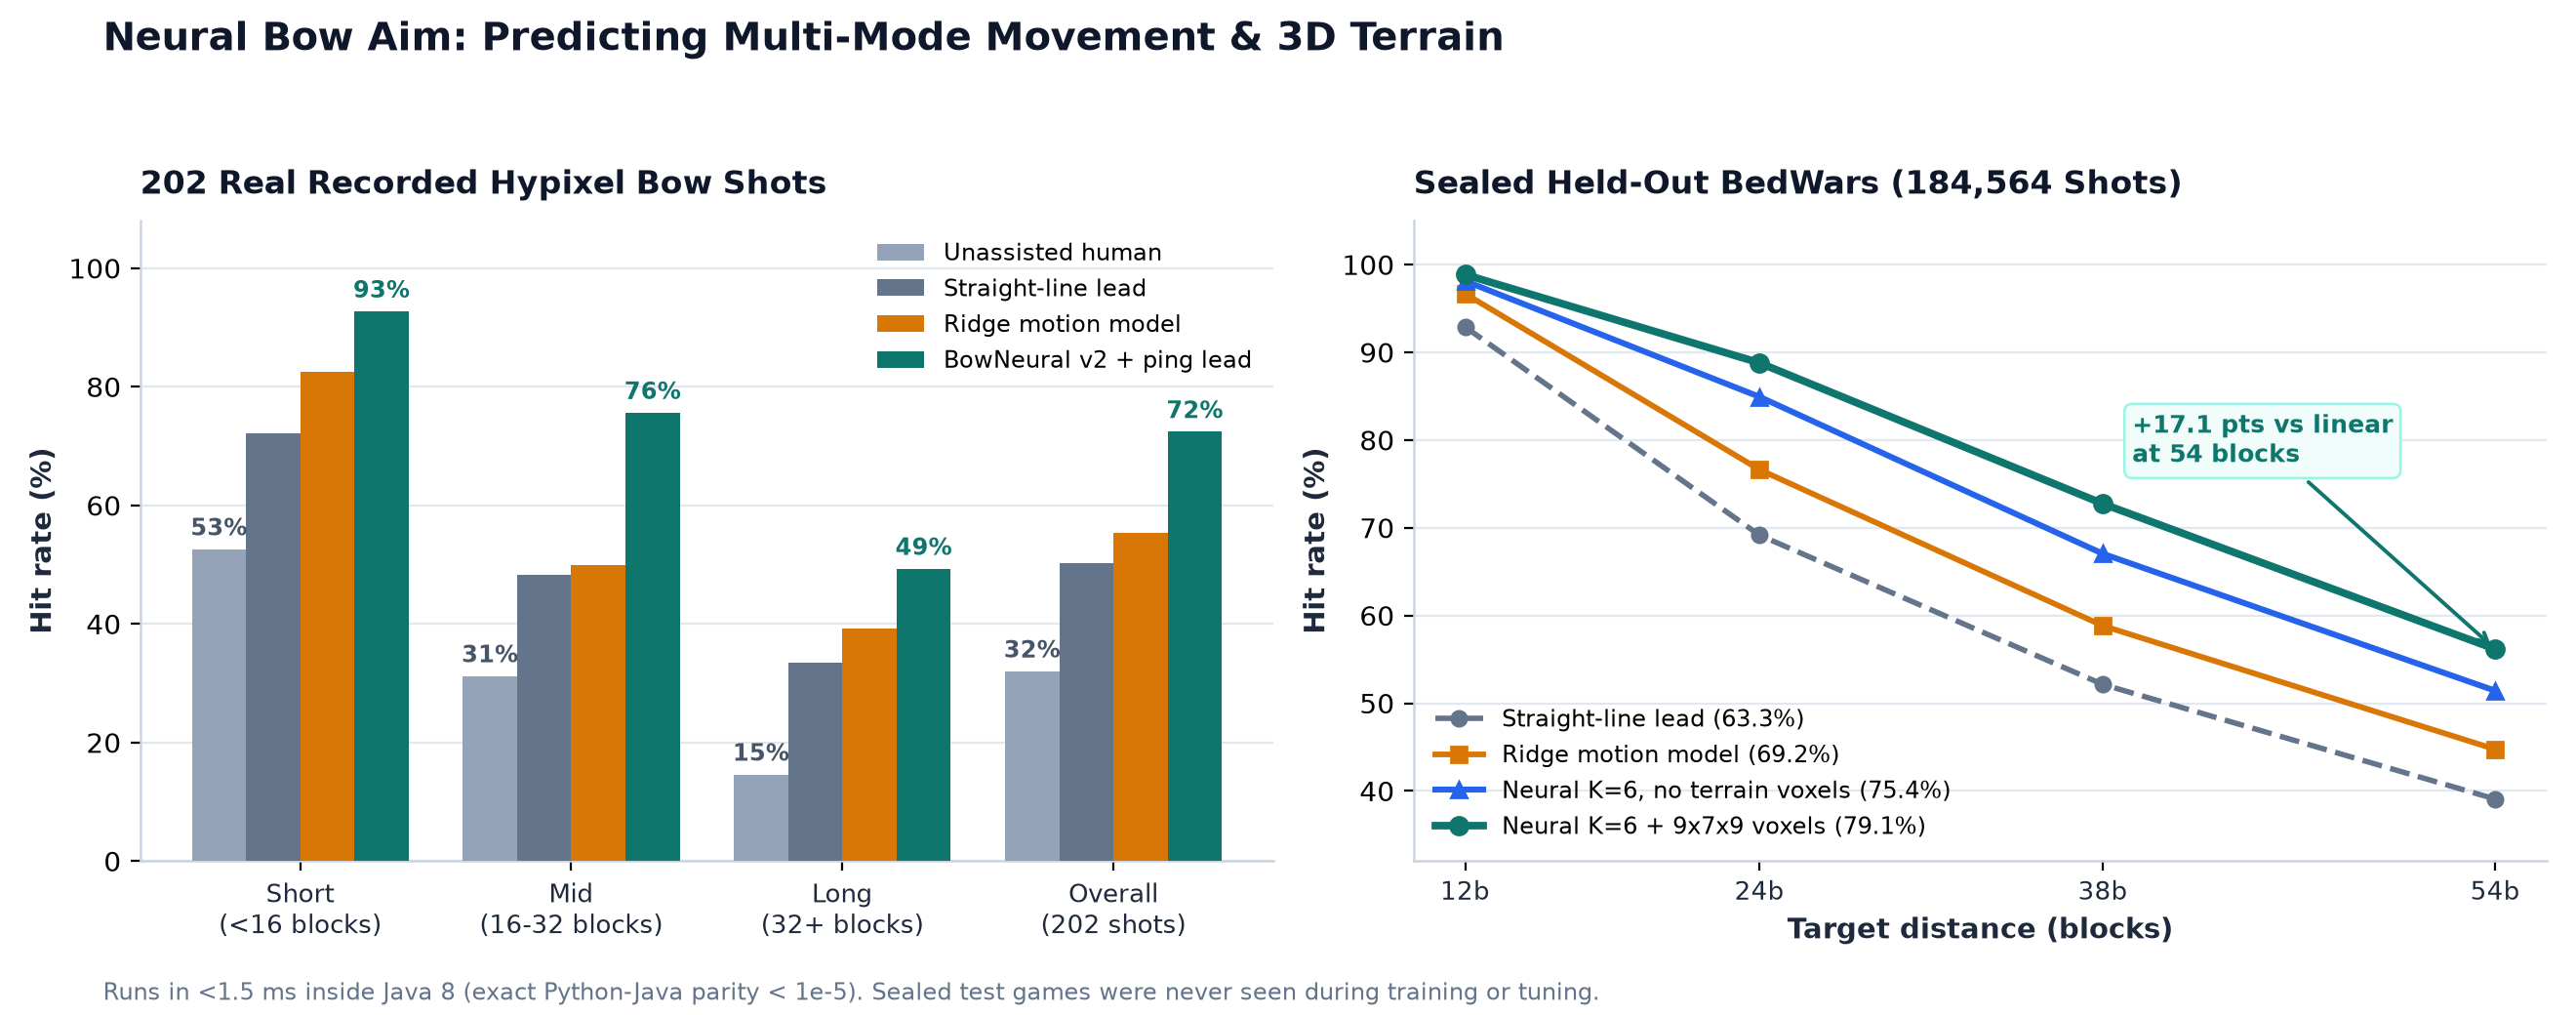 Neural Bow Aim: Predicting Multi-Mode Movement & 3D Terrain
202 Real Recorded Hypixel Bow Shots
Hit rate (%)
100
80
60
40
20
0
53%
93%
31%
76%
15%
49%
32%
72%
Unassisted human
Straight-line lead
Ridge motion model
BowNeural v2 + ping lead
Short
(<16 blocks)
Mid
(16-32 blocks)
Long
(32+ blocks)
Overall
(202 shots)
Sealed Held-Out BedWars (184,564 Shots)
Hit rate (%)
100
90
80
70
60
50
40
+17.1 pts vs linear
at 54 blocks
Straight-line lead (63.3%)
Ridge motion model (69.2%)
Neural K=6, no terrain voxels (75.4%)
Neural K=6 + 9x7x9 voxels (79.1%)
12b
24b
38b
54b
Target distance (blocks)
Runs in <1.5 ms inside Java 8 (exact Python-Java parity < 1e-5). Sealed test games were never seen during training or tuning.